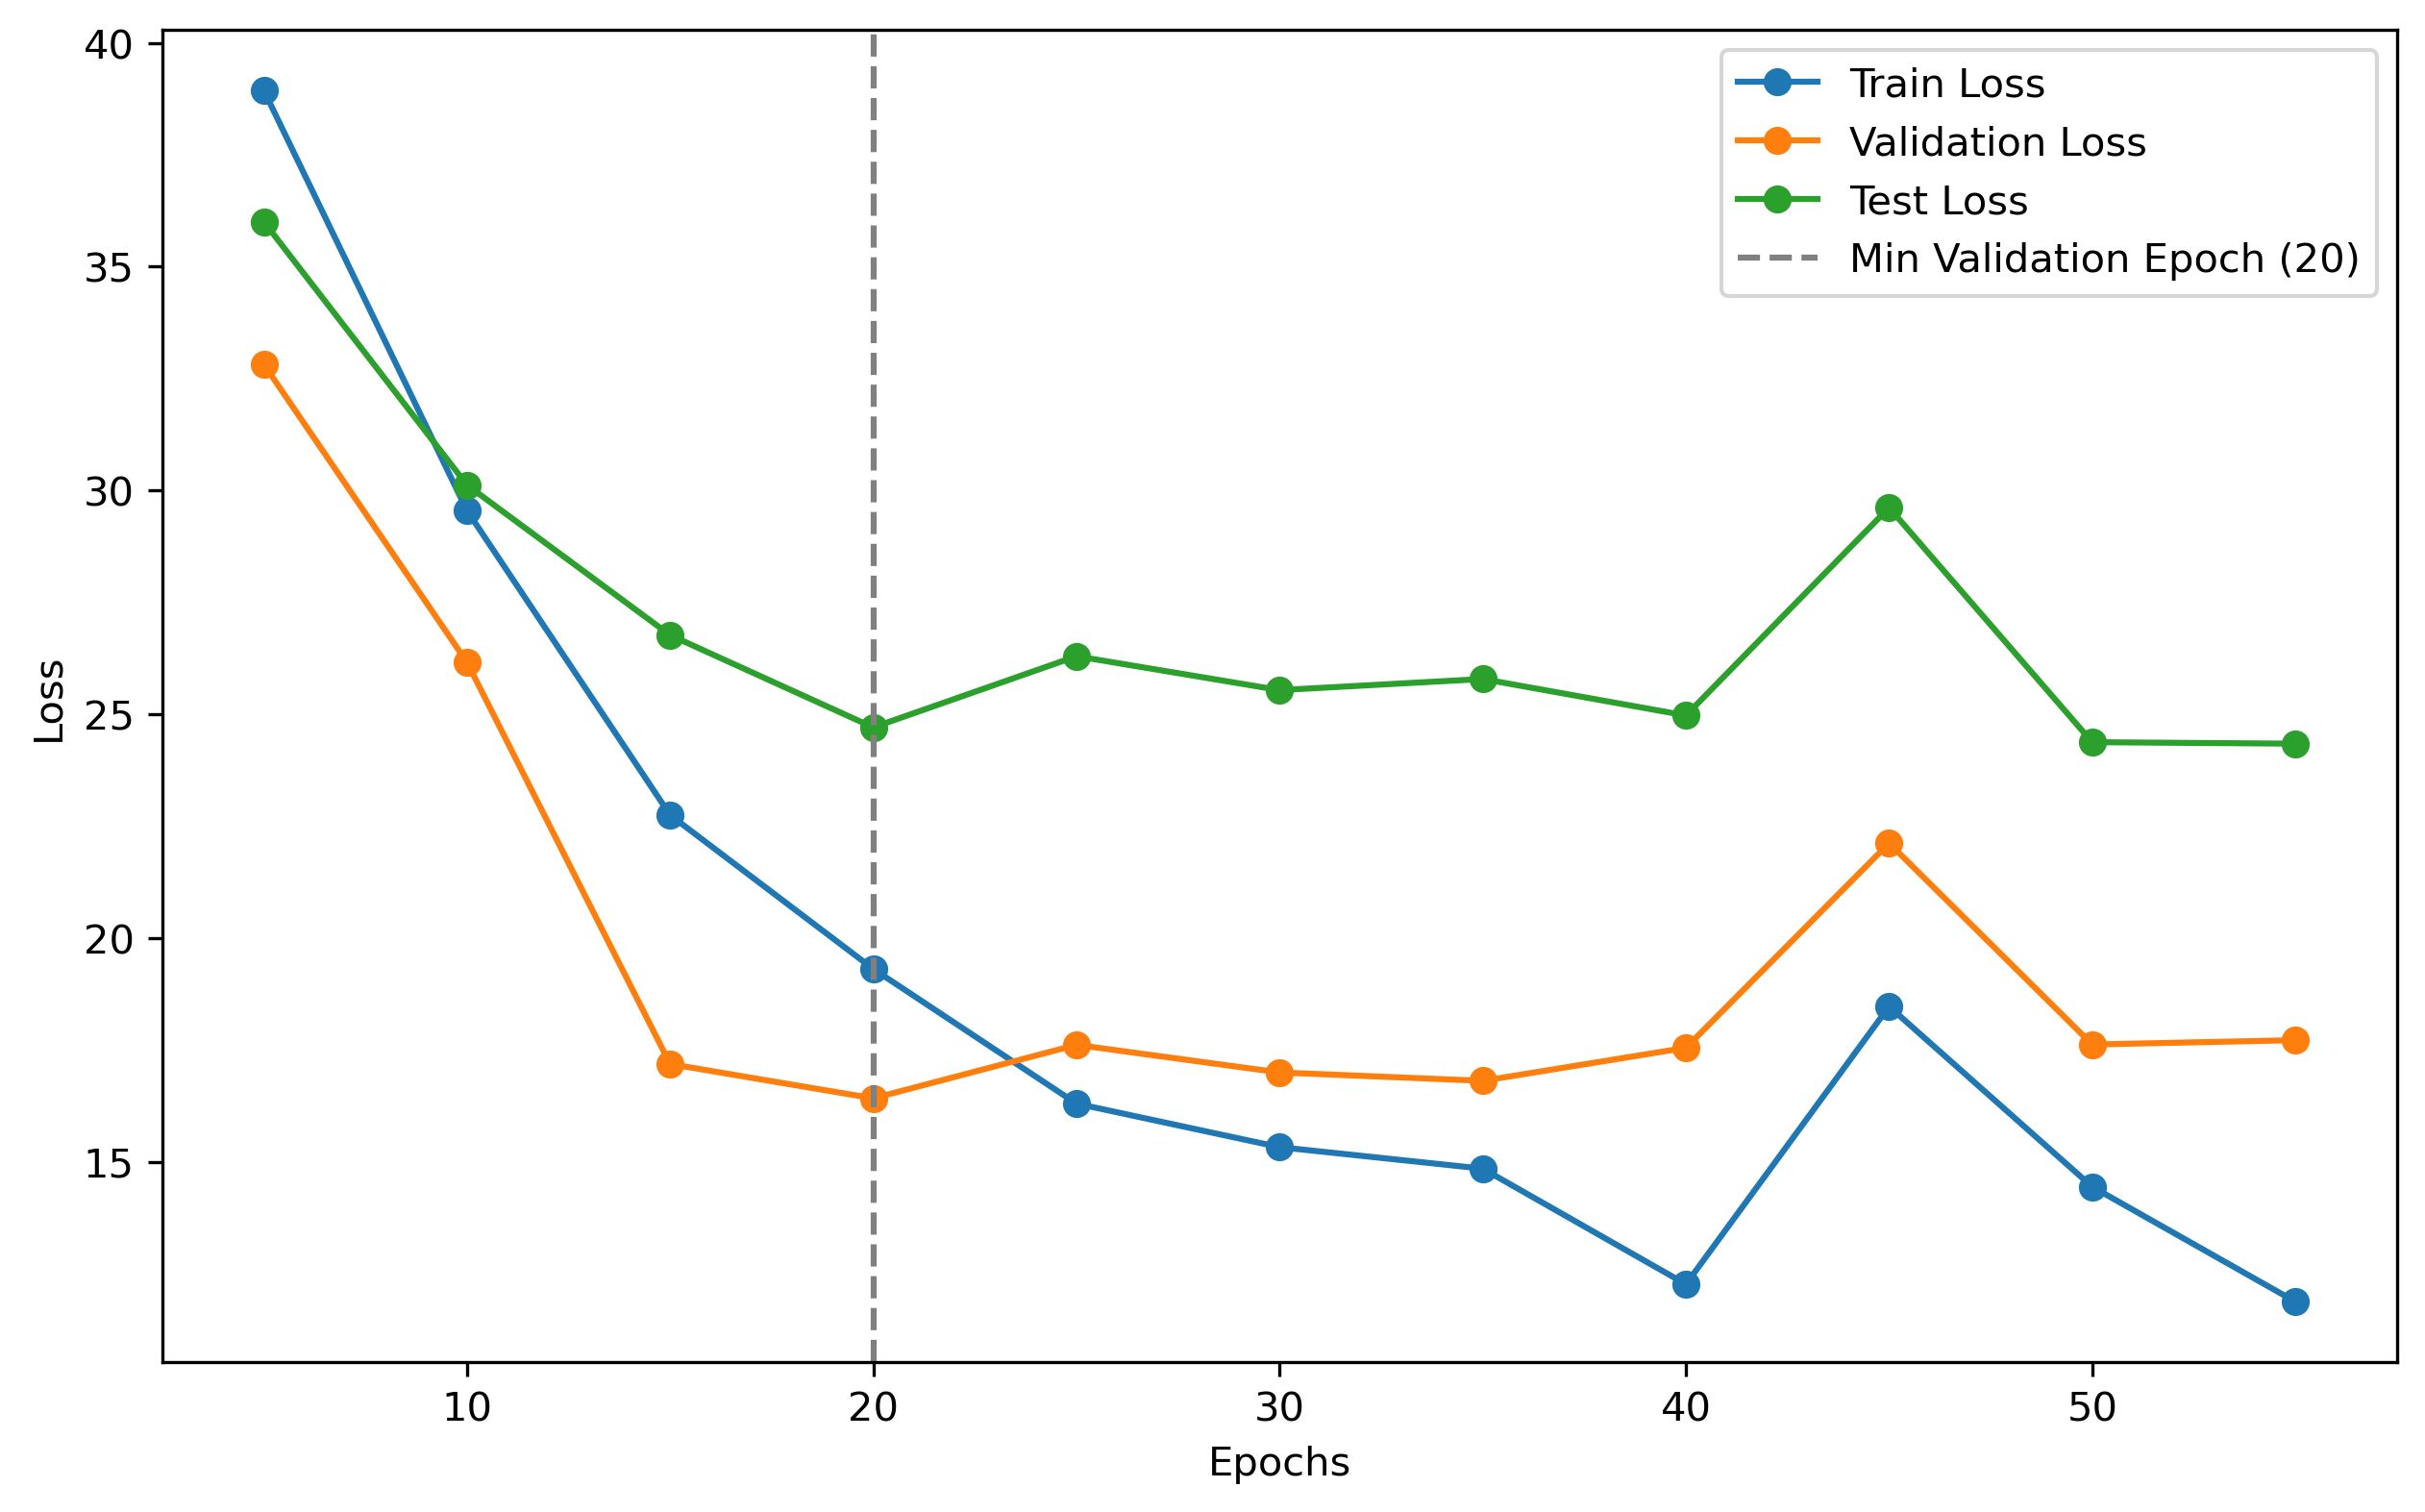 40
35
30
25
20
15
Loss
Train Loss
Validation Loss
Test Loss
Min Validation Epoch (20)
10 20 30 40 50
Epochs